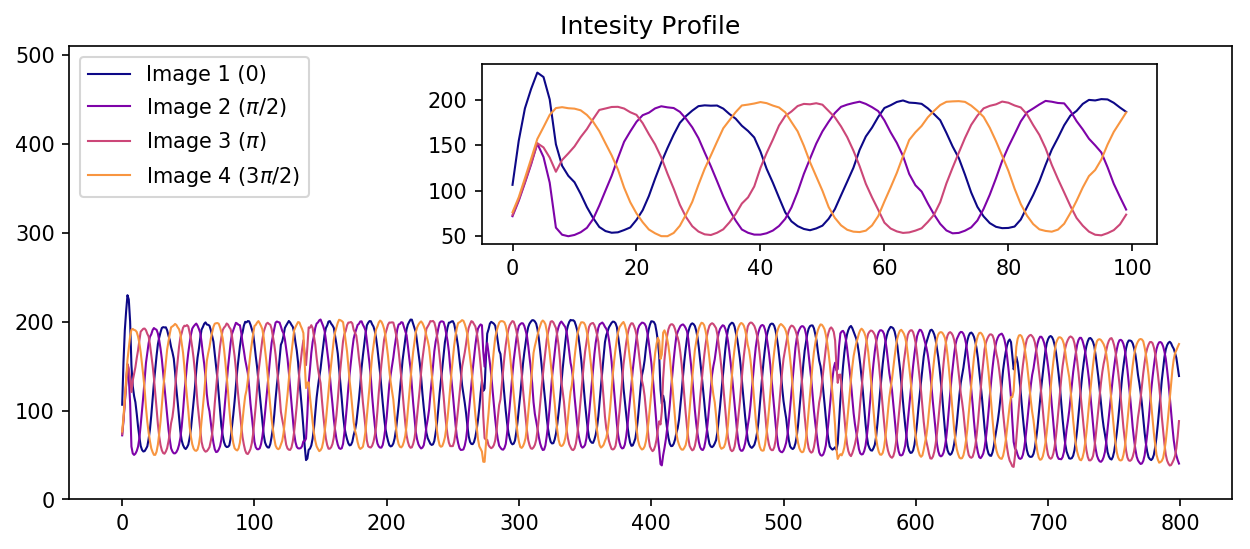 Intesity Profile
500
400
300
200
100
0
Image 1 (0)
Image 2 (π/2)
Image 3 (π)
Image 4 (3π/2)
200
150
100
50
0 20 40 60 80 100
0 100 200 300 400 500 600 700 800